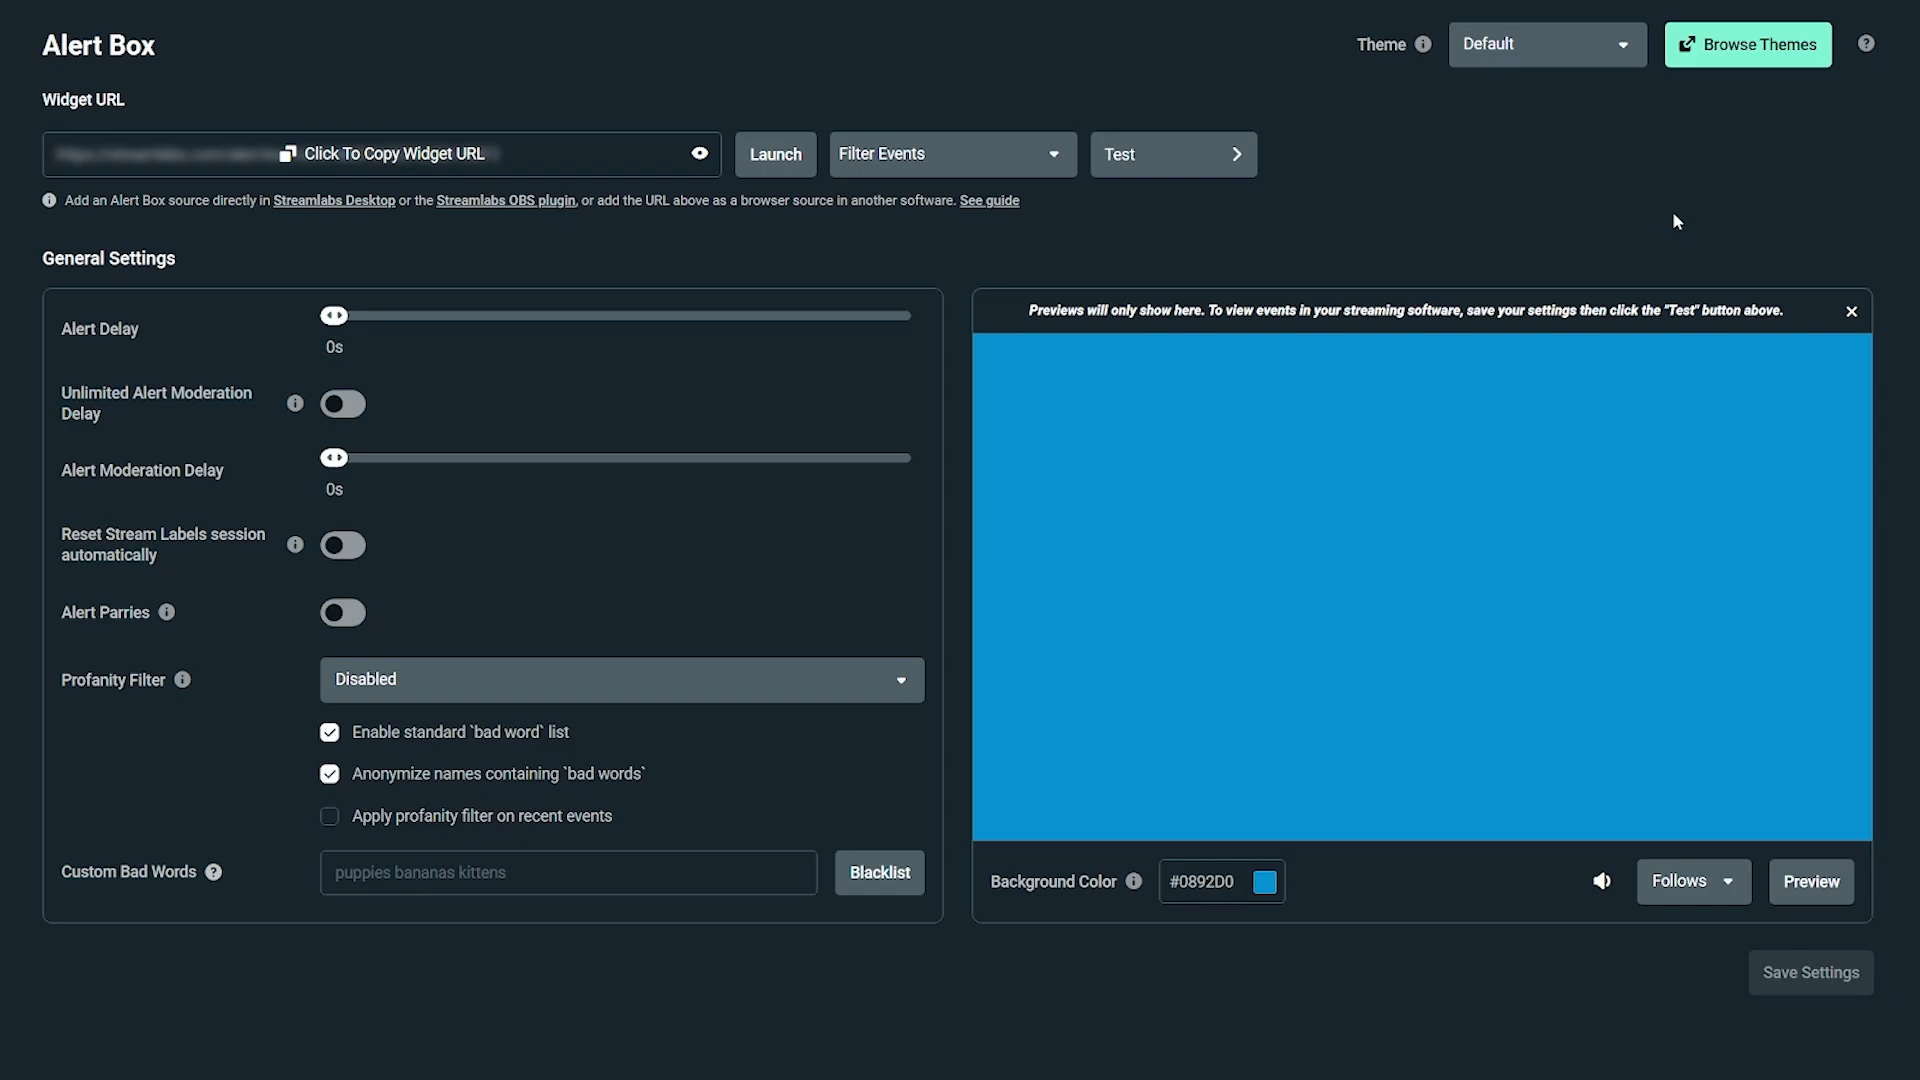 Alert Box
Theme
Default
Browse Themes
Widget URL
Click To Copy Widget URL
Launch
Filter Events
Test
Add an Alert Box source directly in Streamlabs Desktop or the Streamlabs OBS plugin, or add the URL above as a browser source in another software. See guide
General Settings
Alert Delay
0s
Unlimited Alert Moderation
Delay
Alert Moderation Delay
0s
Reset Stream Labels session
automatically
Alert Parries
Profanity Filter
Disabled
Enable standard `bad word` list
Anonymize names containing `bad words`
Apply profanity filter on recent events
Custom Bad Words
puppies bananas kittens
Blacklist
Previews will only show here. To view events in your streaming software, save your settings then click the "Test" button above.
Background Color
#0892D0
Follows
Preview
Save Settings